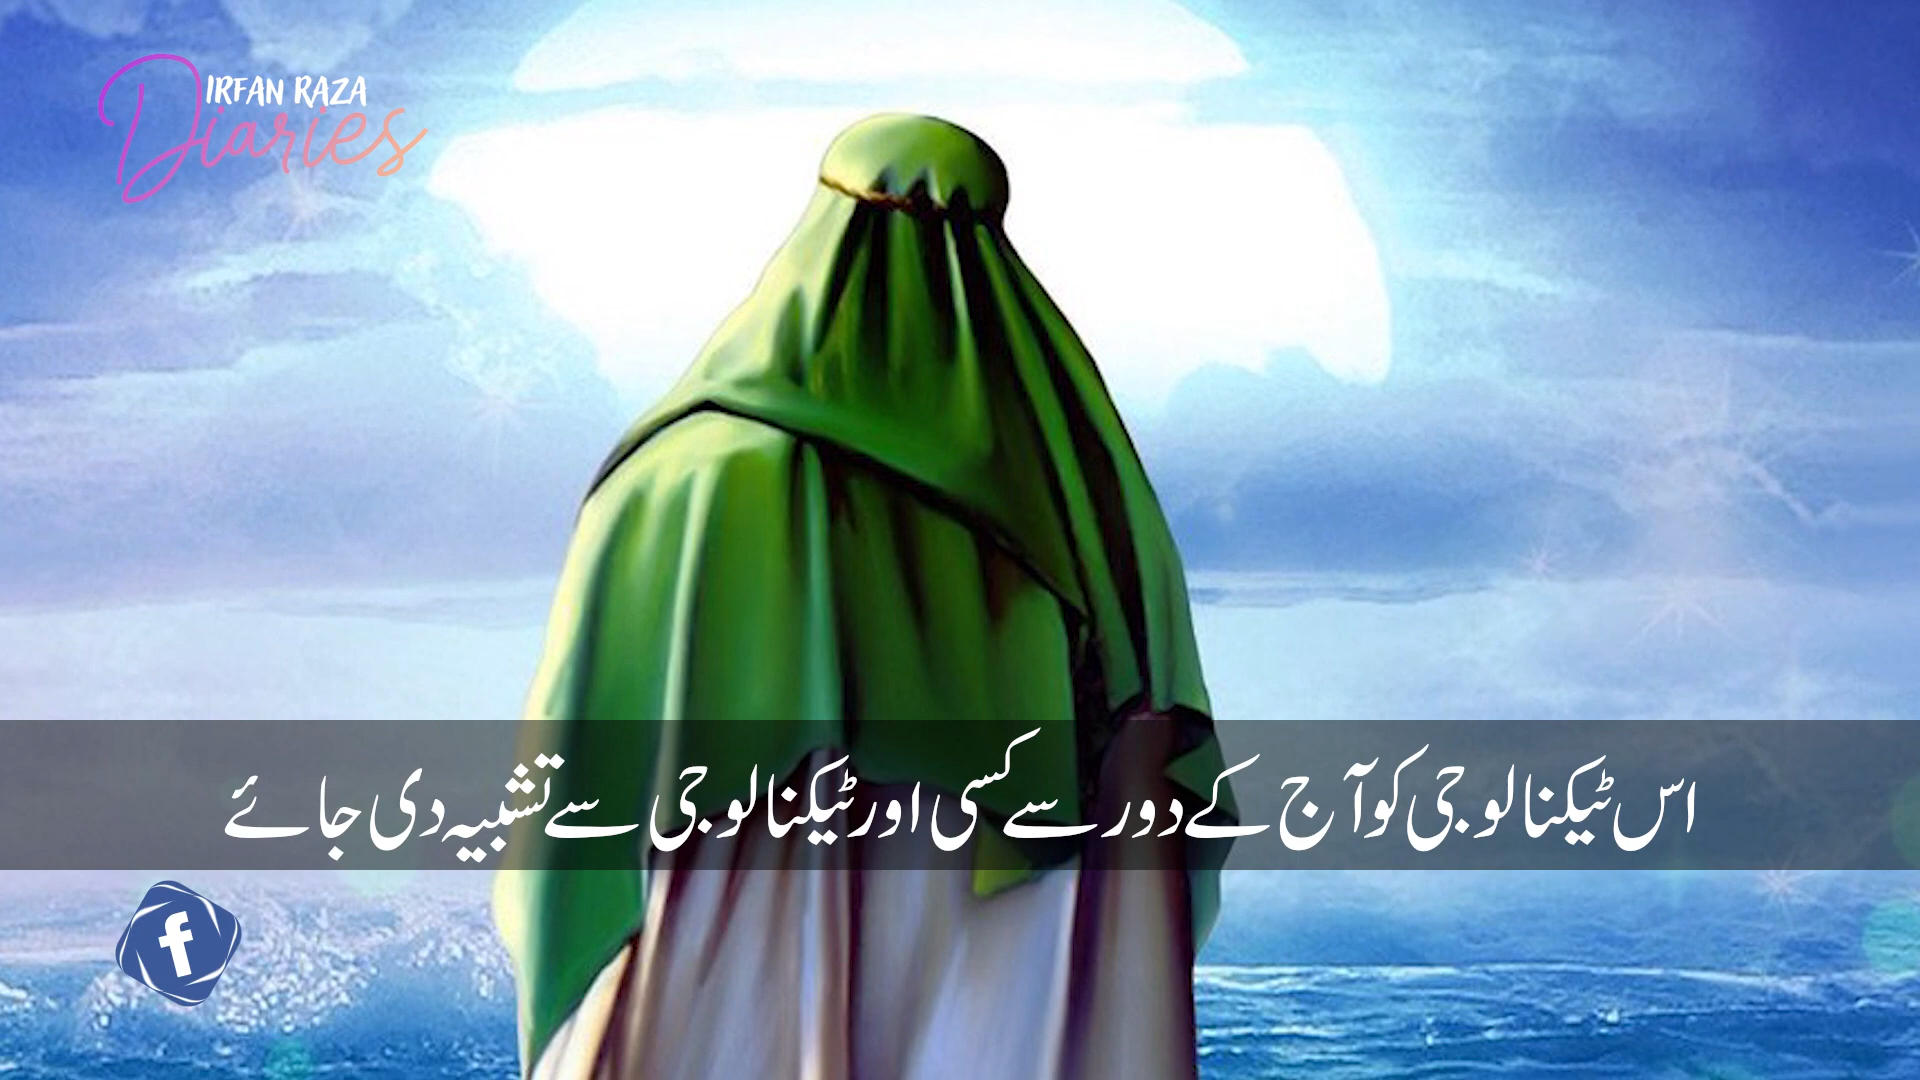 IRFAN RAZA
Diaries
اس ٹیکنالوجی کو آج کے دور سے کسی اور ٹیکنالوجی سے تشبیہ دی جائے
f